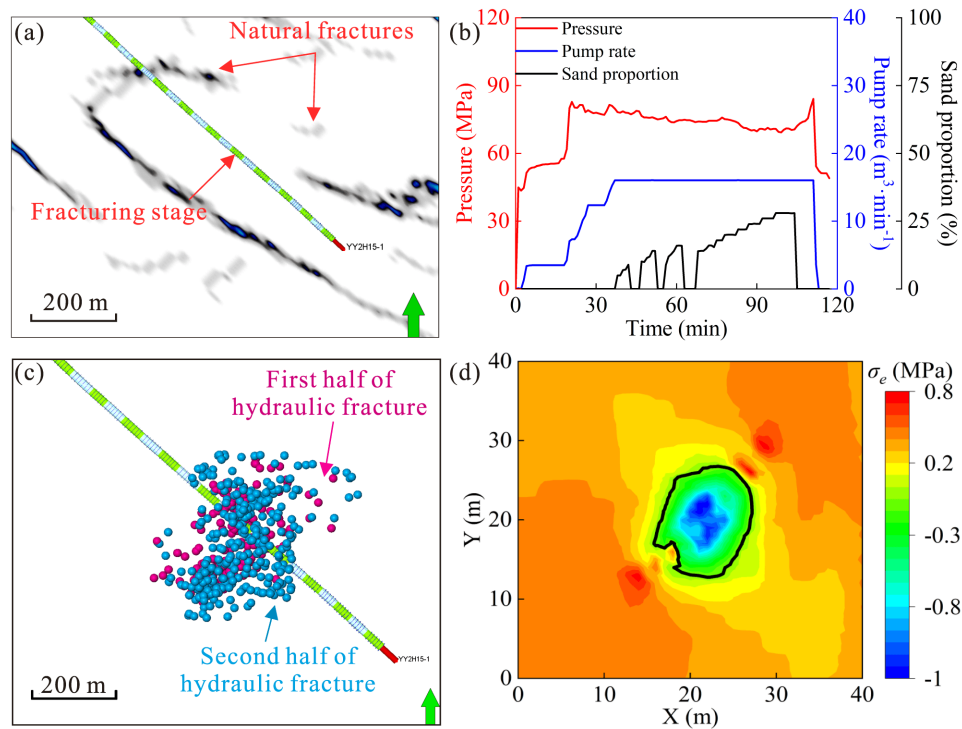 (a)
Natural fractures
Fracturing stage
YY2H15-1
200 m
(b)
Pressure
Pump rate
Sand proportion
120
90
60
30
0
Pressure (MPa)
40
30
20
10
0
Pump rate (m³·min⁻¹)
100
75
50
25
0
Sand proportion (%)
0
30
60
90
120
Time (min)
(c)
First half of
hydraulic fracture
Second half of
hydraulic fracture
YY2H15-1
200 m
(d)
40
30
20
10
0
Y (m)
0
10
20
30
40
X (m)
σe (MPa)
0.8
0.2
-0.3
-0.8
-1